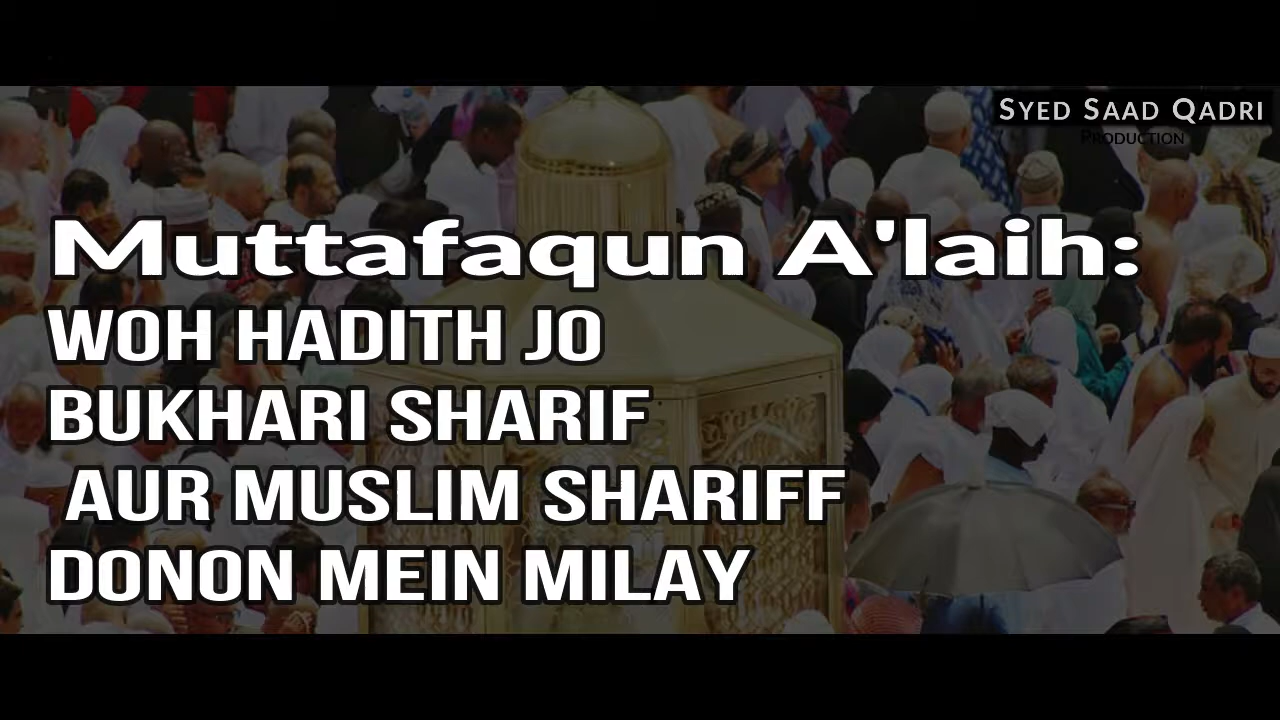 SYED SAAD QADRI
PRODUCTION
Muttafaqun A'laih:
WOH HADITH JO
BUKHARI SHARIF
AUR MUSLIM SHARIFF
DONON MEIN MILAY